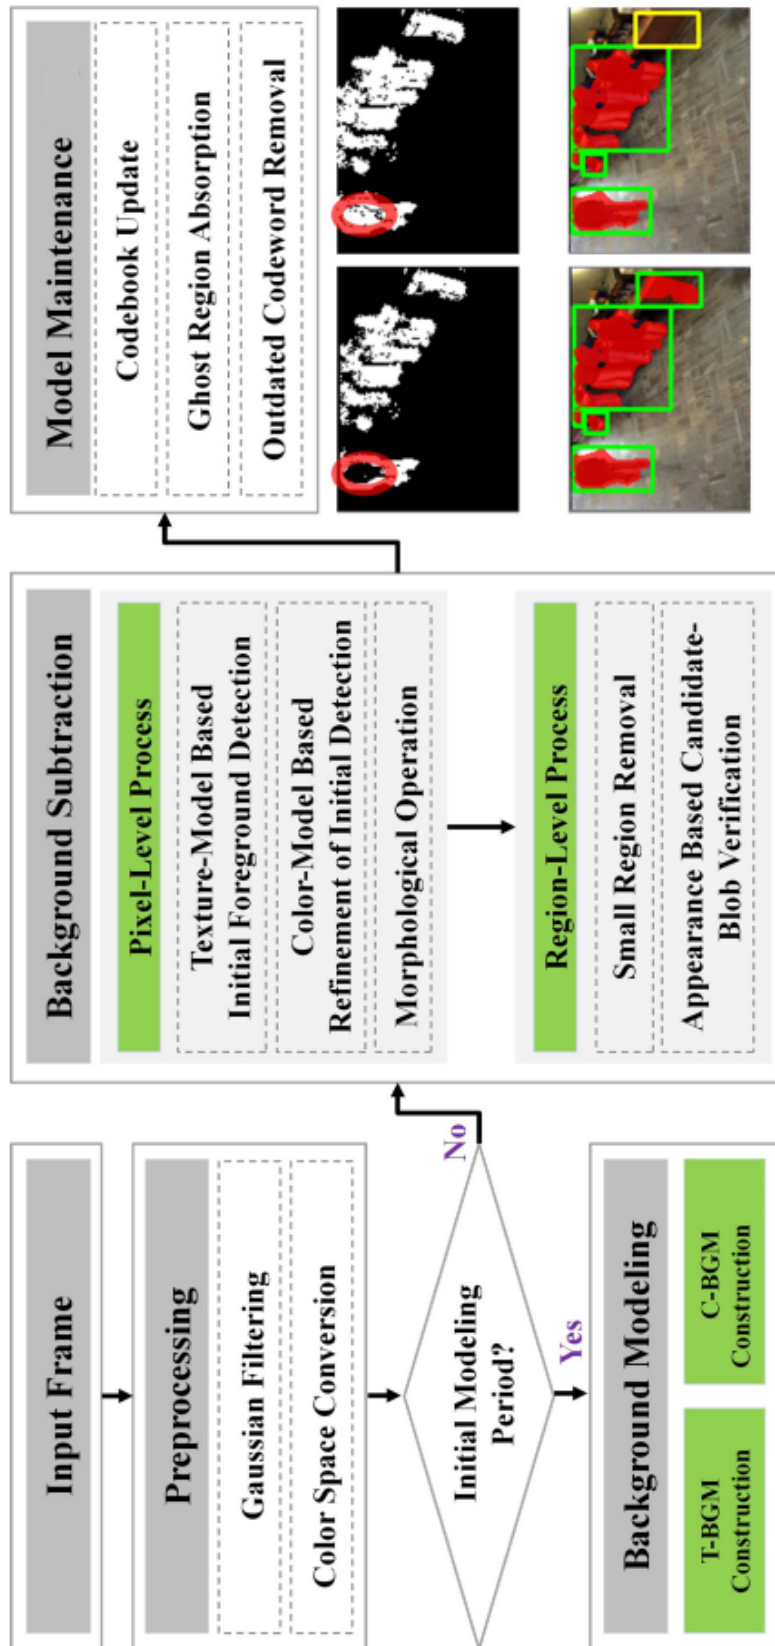 Input Frame
Preprocessing
Gaussian Filtering
Color Space Conversion
Initial Modeling
Period?
No
Yes
Background Modeling
T-BGM
Construction
C-BGM
Construction
Background Subtraction
Pixel-Level Process
Texture-Model Based
Initial Foreground Detection
Color-Model Based
Refinement of Initial Detection
Morphological Operation
Region-Level Process
Small Region Removal
Appearance Based Candidate-
Blob Verification
Model Maintenance
Codebook Update
Ghost Region Absorption
Outdated Codeword Removal